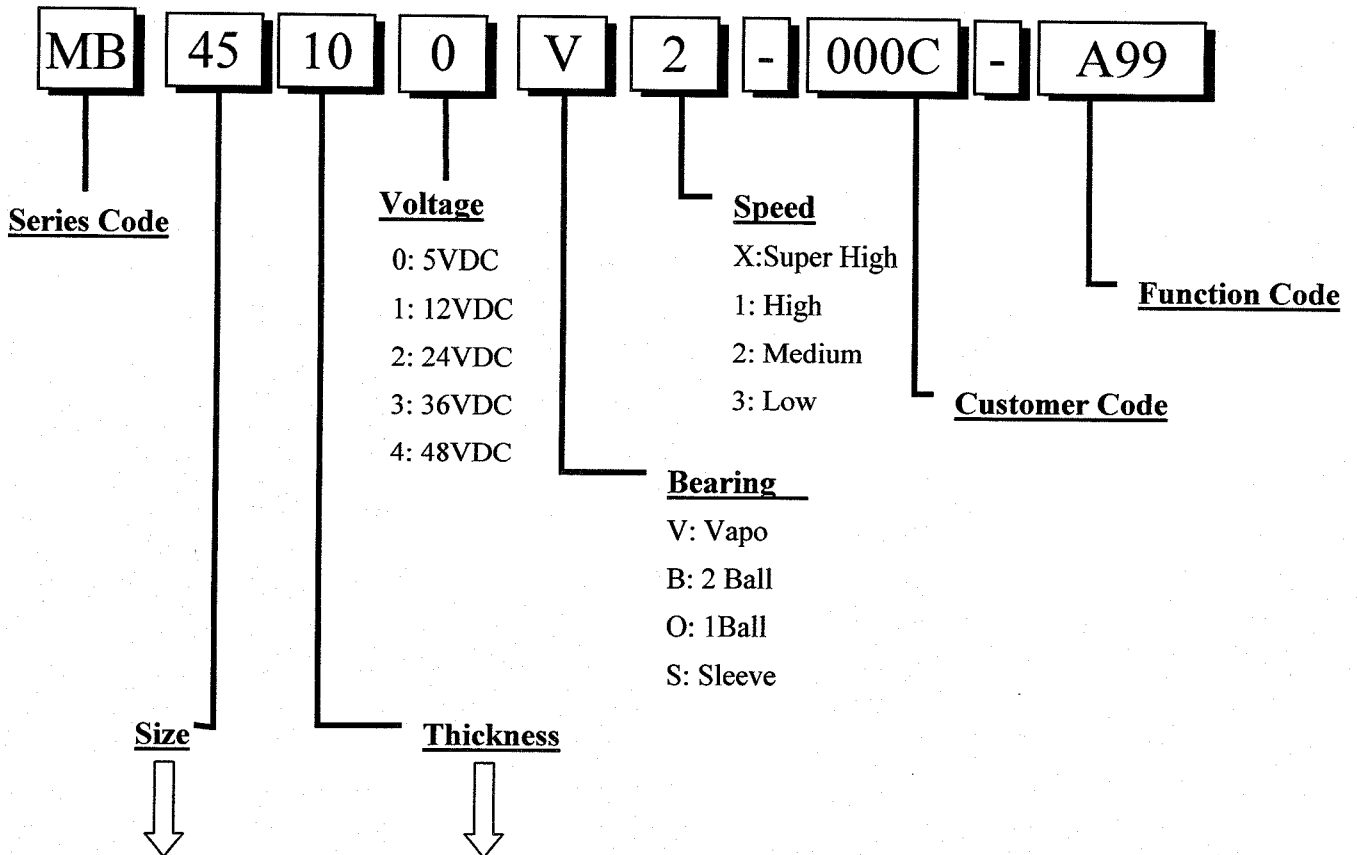 MB 45 10 0 V 2 - 000C - A99
Series Code
Voltage
0: 5VDC
1: 12VDC
2: 24VDC
3: 36VDC
4: 48VDC
Speed
X:Super High
1: High
2: Medium
3: Low
Function Code
Customer Code
Bearing
V: Vapo
B: 2 Ball
O: 1Ball
S: Sleeve
Size
Thickness